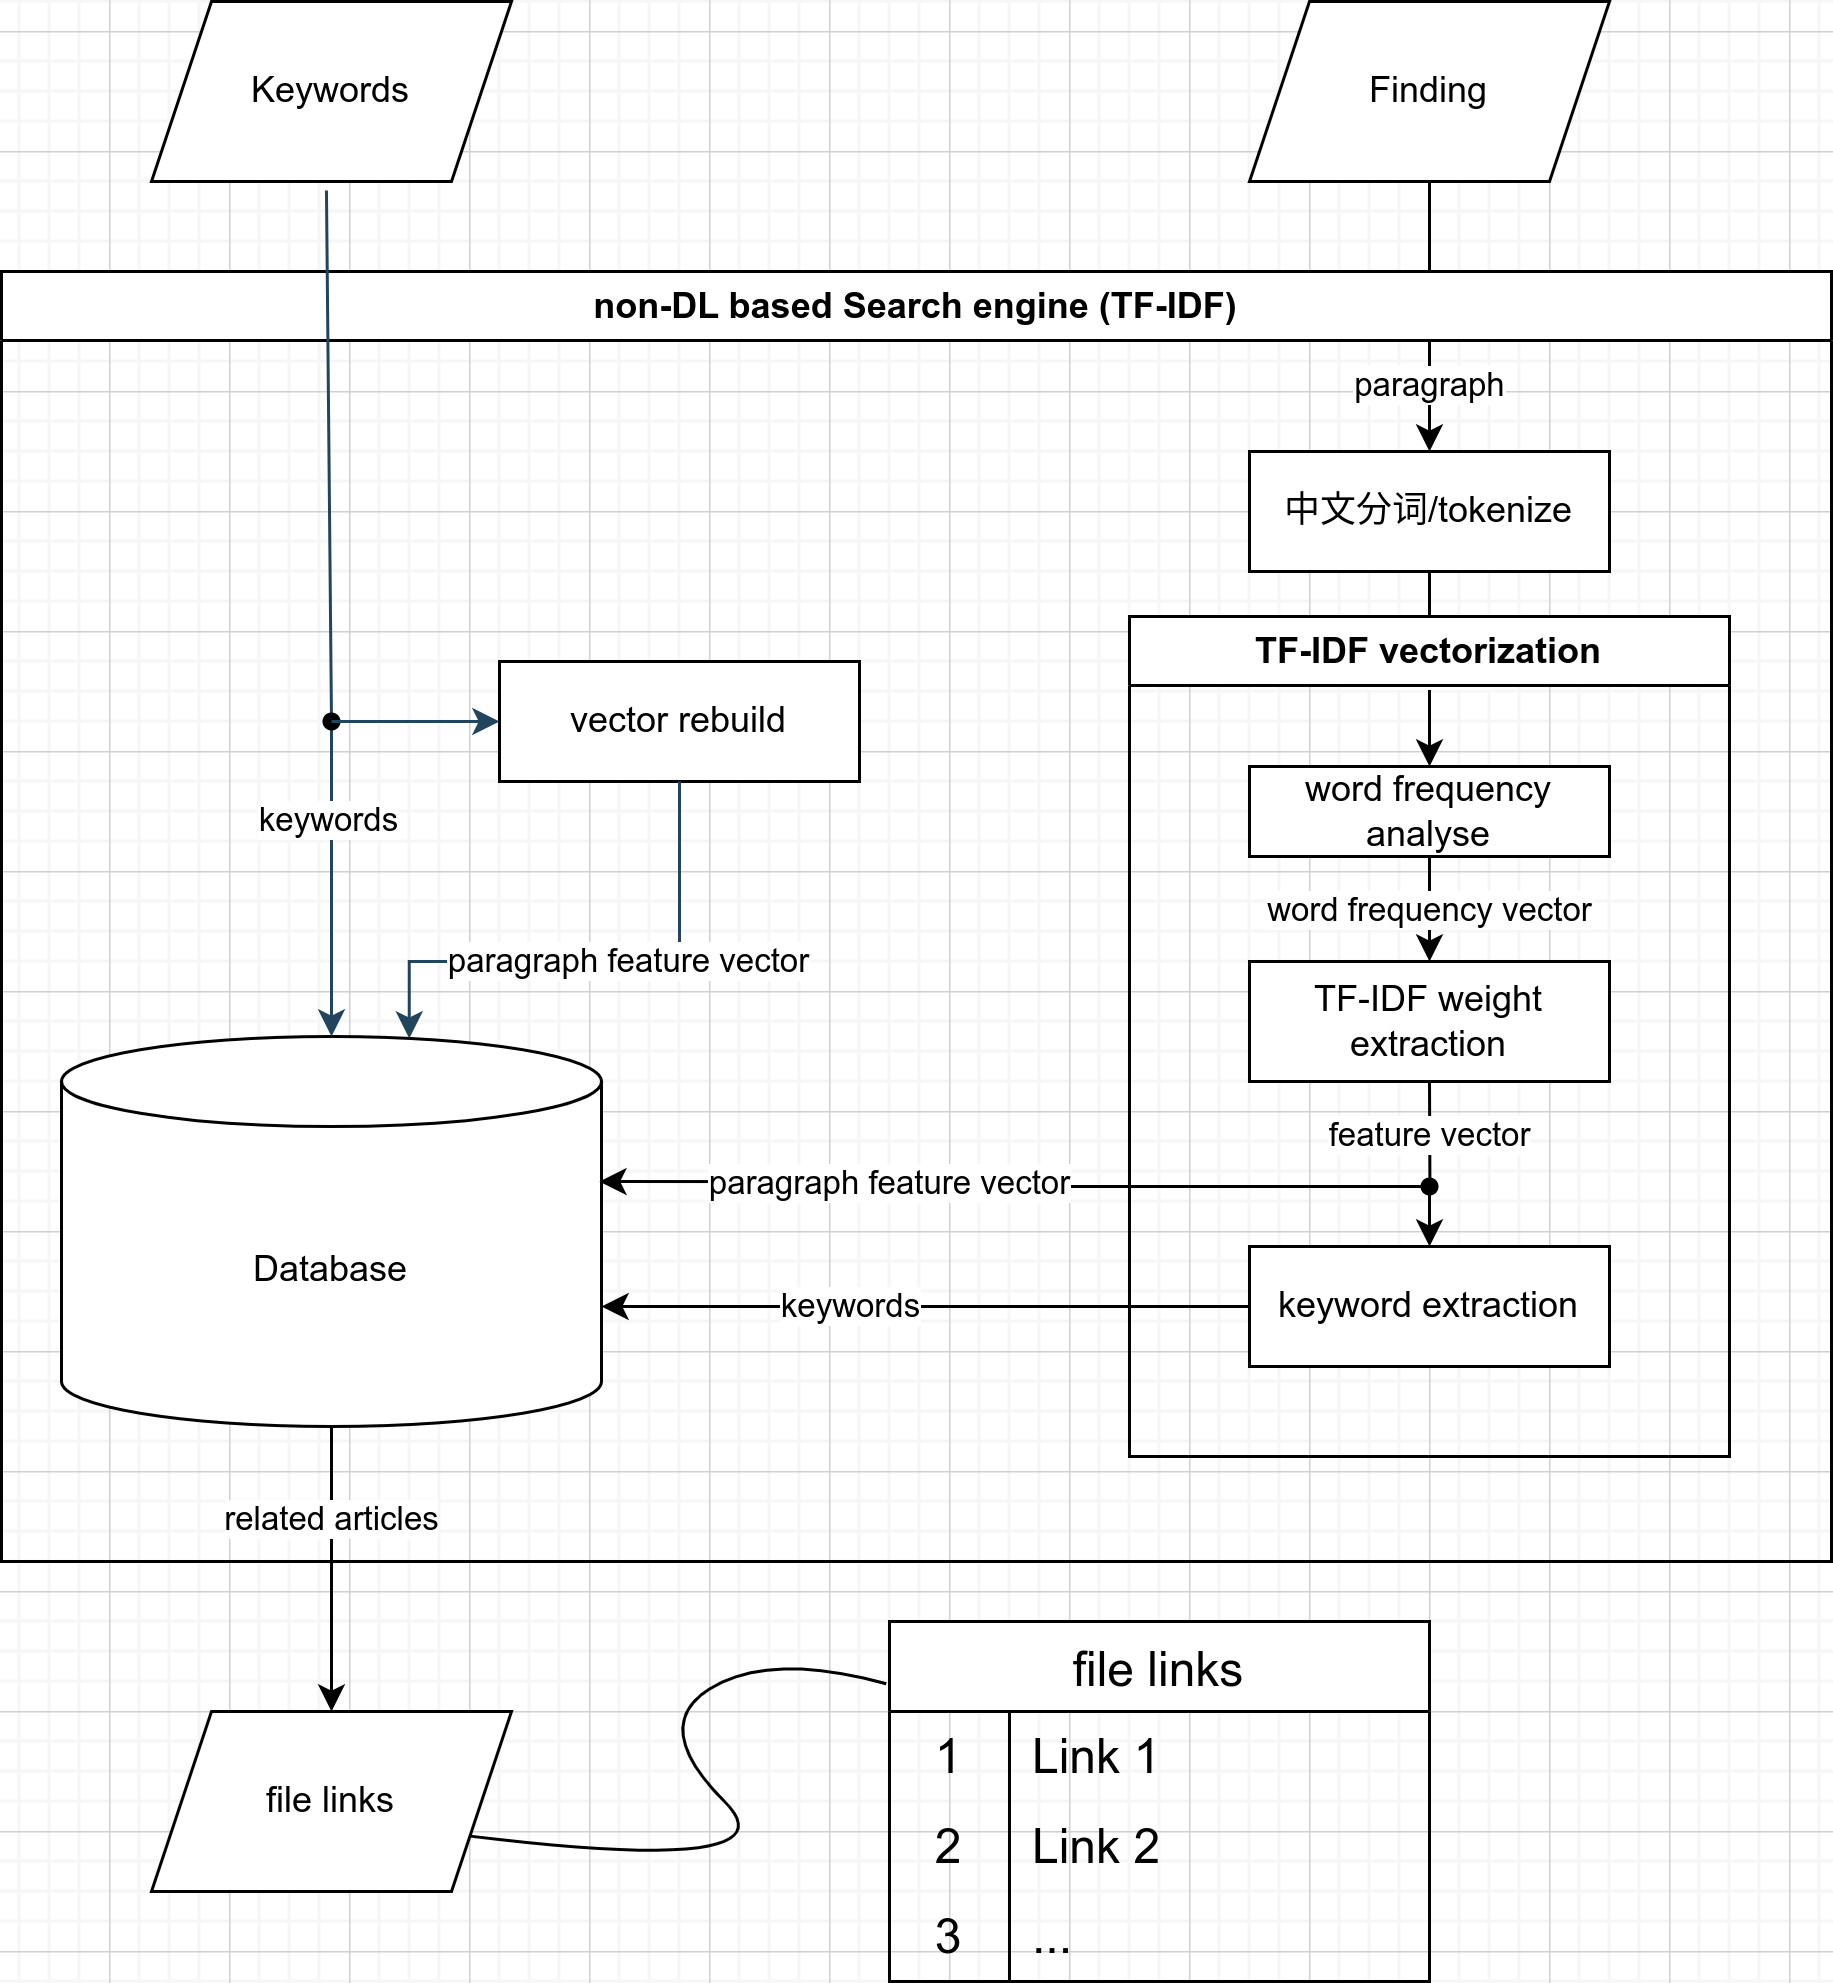 Keywords
Finding
non-DL based Search engine (TF-IDF)
paragraph
中文分词/tokenize
TF-IDF vectorization
vector rebuild
word frequency
analyse
keywords
word frequency vector
paragraph feature vector
TF-IDF weight
extraction
feature vector
paragraph feature vector
Database
keywords
keyword extraction
related articles
file links
file links
1 Link 1
2 Link 2
3 ...